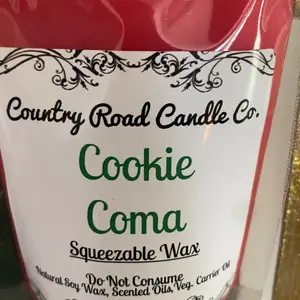 Country Road Candle Co.
Cookie
Coma
Squeezable Wax
Do Not Consume
Natural Soy Wax, Scented Oils, Veg. Carrier Oil